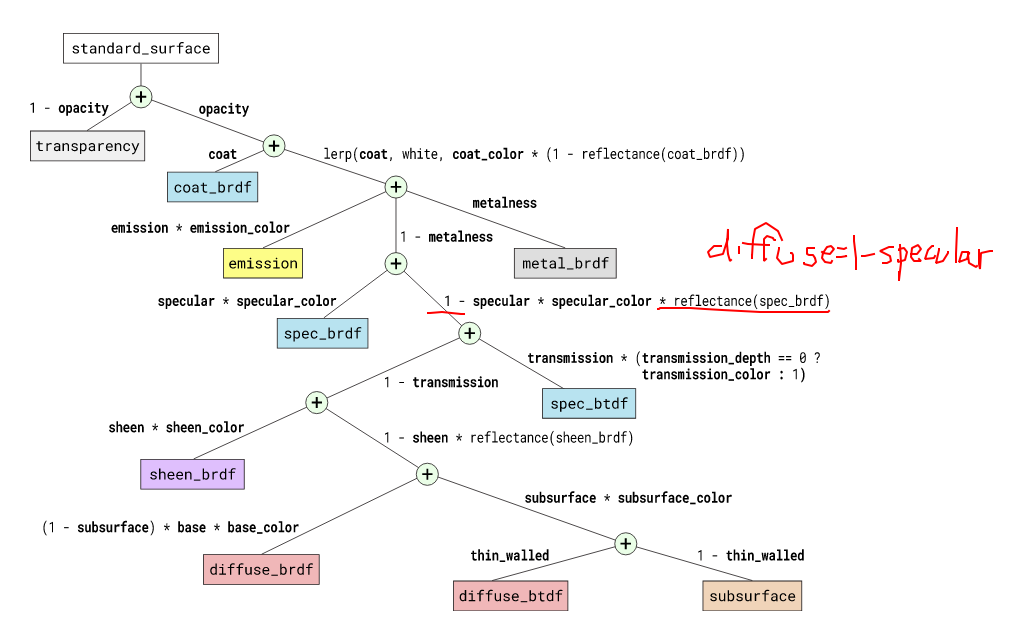 standard_surface
1 - opacity
opacity
transparency
coat
lerp(coat, white, coat_color * (1 - reflectance(coat_brdf))
coat_brdf
metalness
emission * emission_color
1 - metalness
diffuse=1-specular
emission
metal_brdf
specular * specular_color
1 - specular * specular_color * reflectance(spec_brdf)
spec_brdf
transmission * (transmission_depth == 0 ?
transmission_color : 1)
1 - transmission
spec_btdf
sheen * sheen_color
1 - sheen * reflectance(sheen_brdf)
sheen_brdf
subsurface * subsurface_color
(1 - subsurface) * base * base_color
thin_walled
1 - thin_walled
diffuse_brdf
diffuse_btdf
subsurface